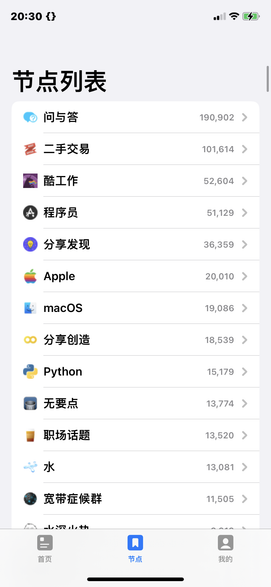 20:30 {}
节点列表
问与答 190,902
二手交易 101,614
酷工作 52,604
程序员 51,129
分享发现 36,359
Apple 20,010
macOS 19,086
分享创造 18,539
Python 15,179
无要点 13,774
职场话题 13,520
水 13,081
宽带症候群 11,505
首页 节点 我的